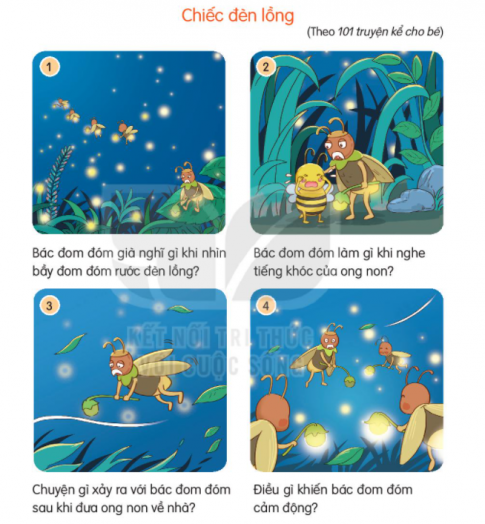 Chiếc đèn lồng
(Theo 101 truyện kể cho bé)
1
2
Bác đom đóm già nghĩ gì khi nhìn
bầy đom đóm rước đèn lồng?
Bác đom đóm làm gì khi nghe
tiếng khóc của ong non?
3
4
KẾT NỐI TRI THỨC
VỚI CUỘC SỐNG
Chuyện gì xảy ra với bác đom đóm
sau khi đưa ong non về nhà?
Điều gì khiến bác đom đóm
cảm động?